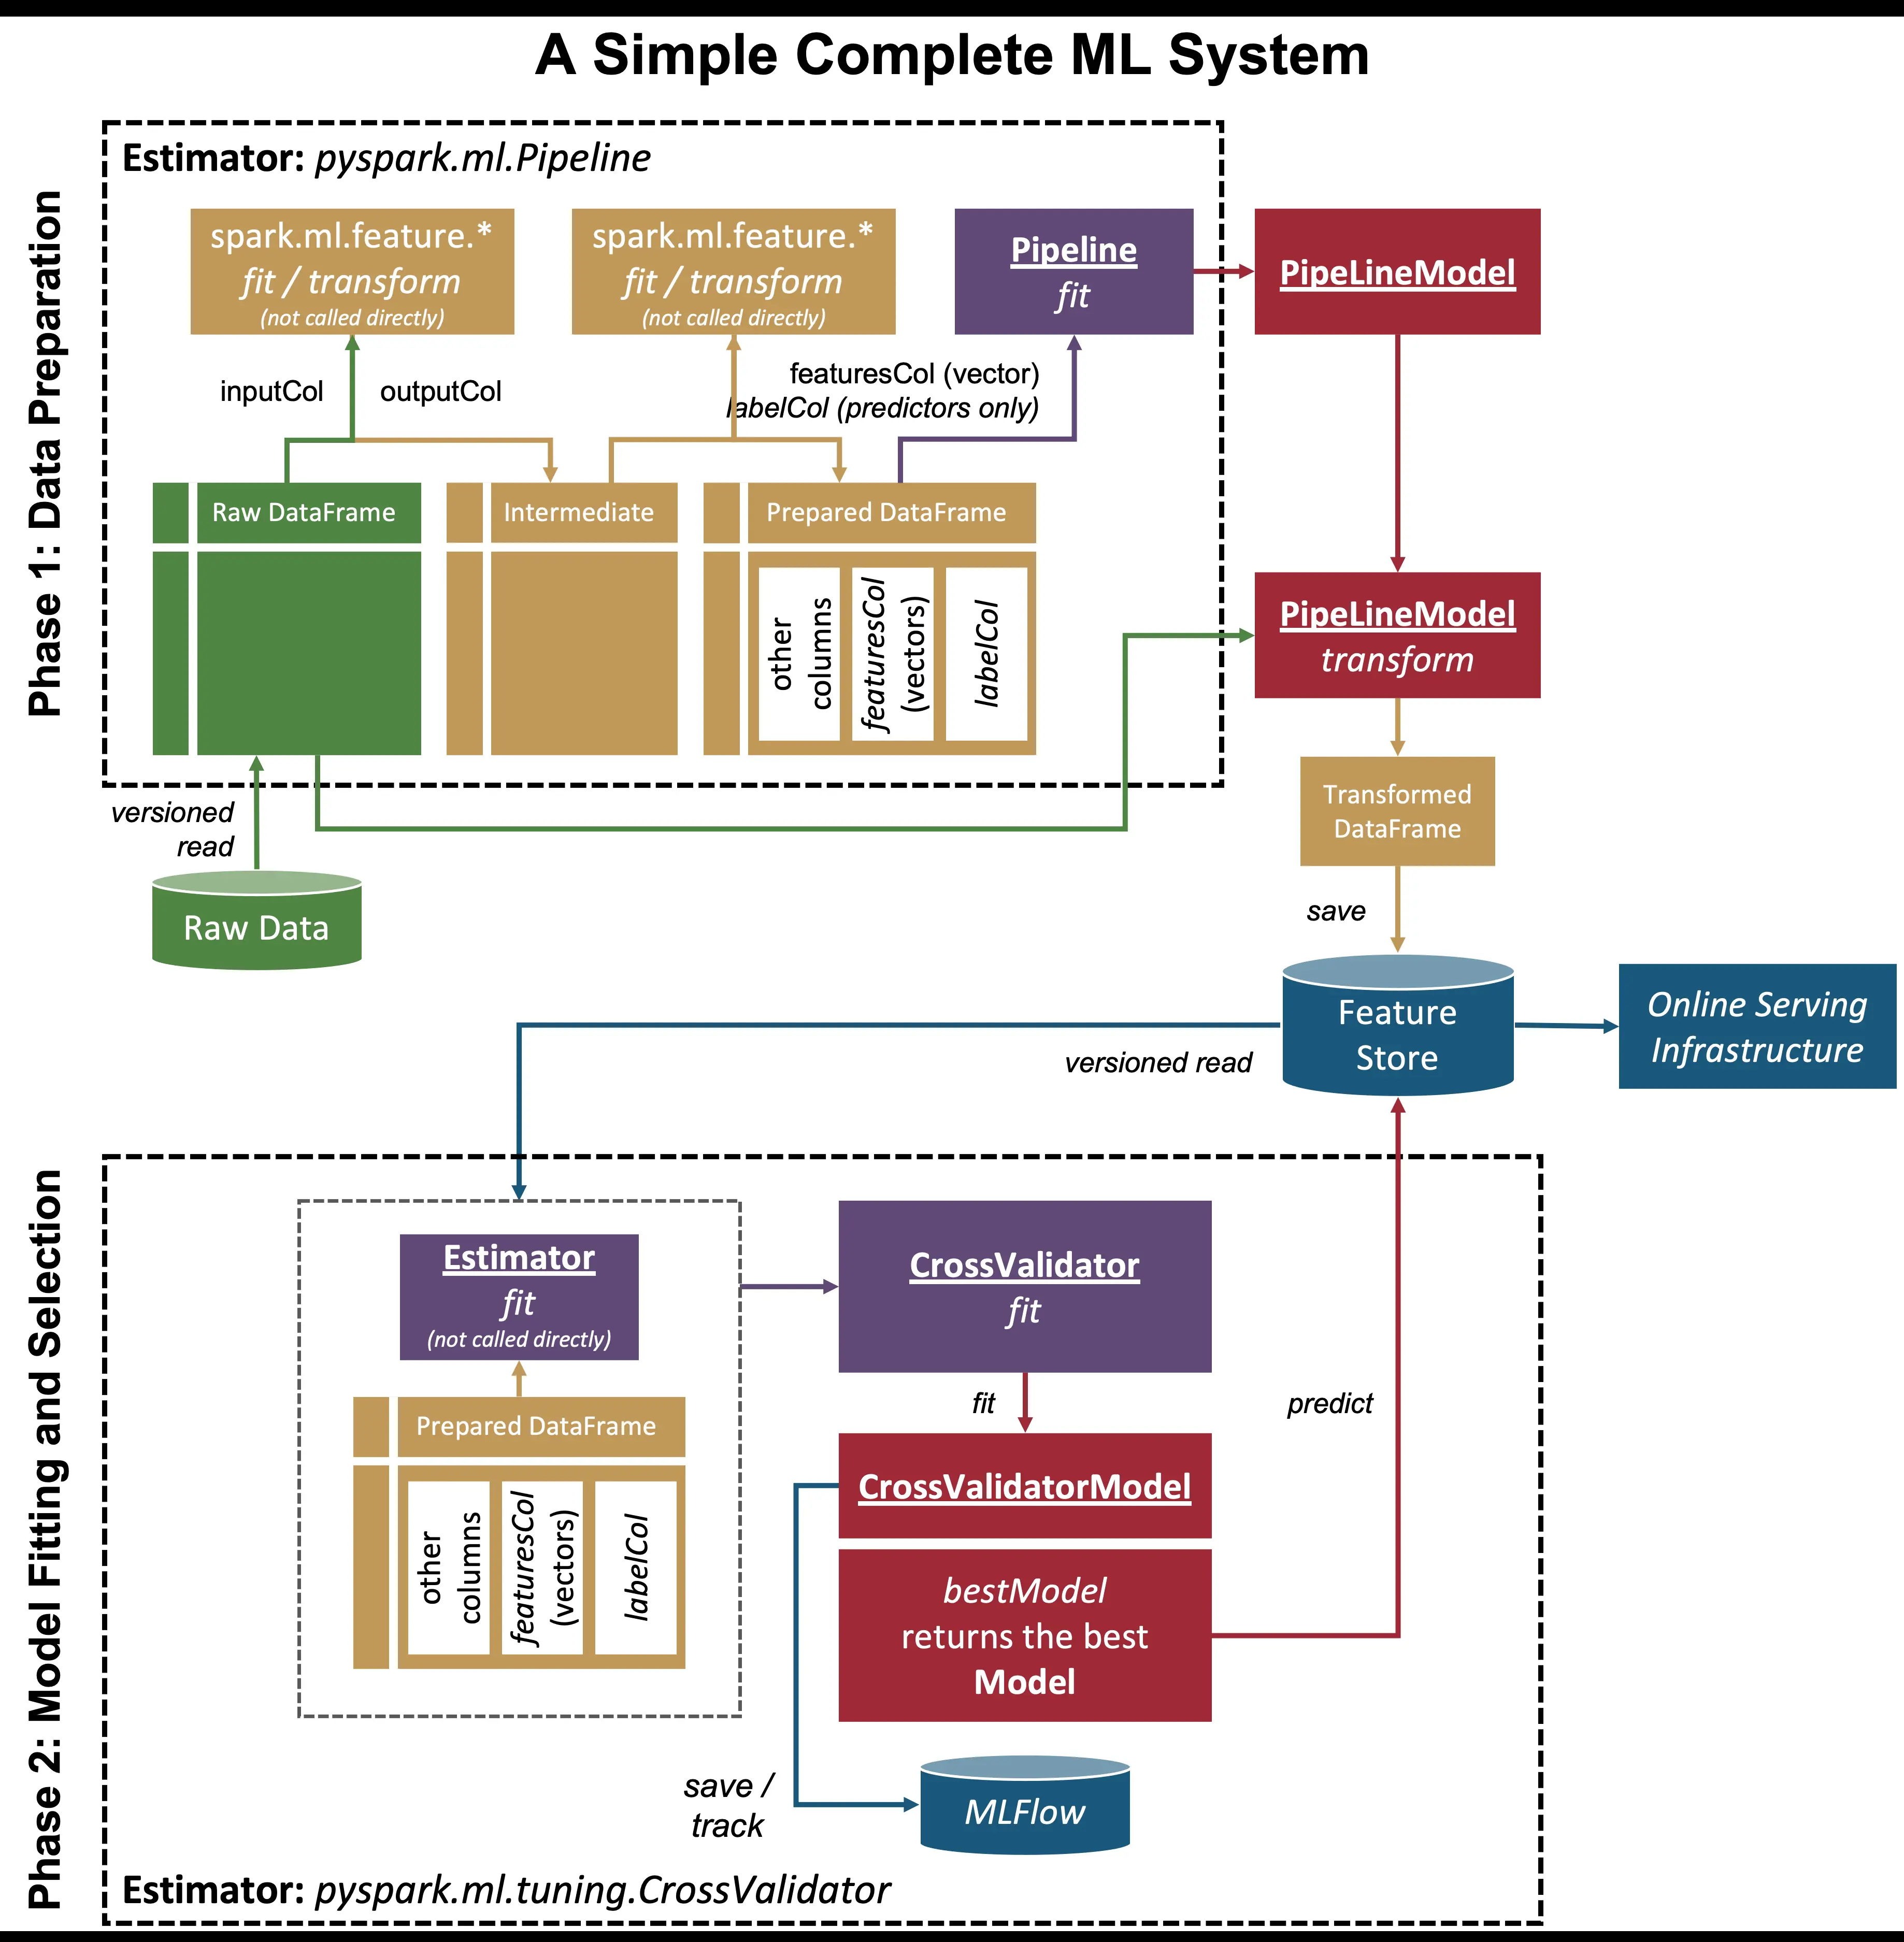 A Simple Complete ML System
Phase 1: Data Preparation
Estimator: pyspark.ml.Pipeline
spark.ml.feature.*
fit / transform
(not called directly)
spark.ml.feature.*
fit / transform
(not called directly)
Pipeline
fit
PipeLineModel
inputCol
outputCol
featuresCol (vector)
labelCol (predictors only)
Raw DataFrame
Intermediate
Prepared DataFrame
other
columns
featuresCol
(vectors)
labelCol
PipeLineModel
transform
versioned
read
Raw Data
Transformed
DataFrame
save
Feature
Store
Online Serving
Infrastructure
versioned read
Phase 2: Model Fitting and Selection
Estimator
fit
(not called directly)
Prepared DataFrame
other
columns
featuresCol
(vectors)
labelCol
CrossValidator
fit
fit
predict
CrossValidatorModel
bestModel
returns the best
Model
save /
track
MLFlow
Estimator: pyspark.ml.tuning.CrossValidator